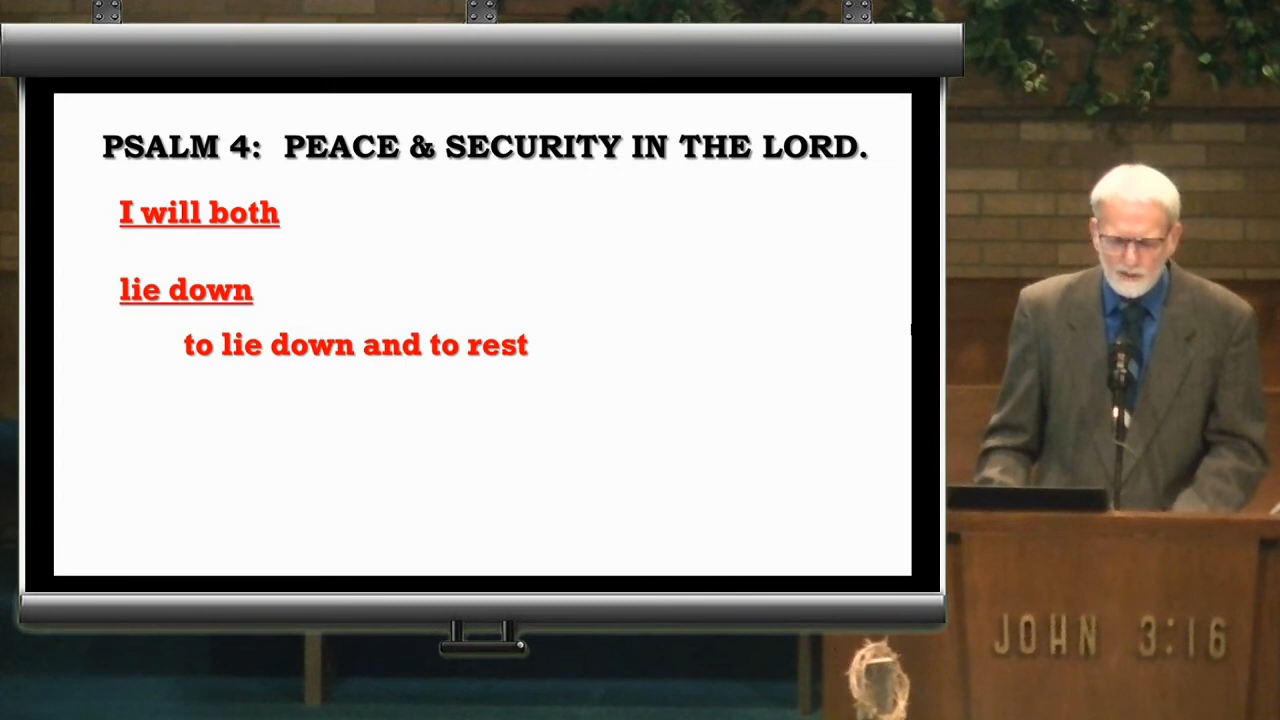 PSALM 4: PEACE & SECURITY IN THE LORD.
I will both
lie down
to lie down and to rest
JOHN 3:16